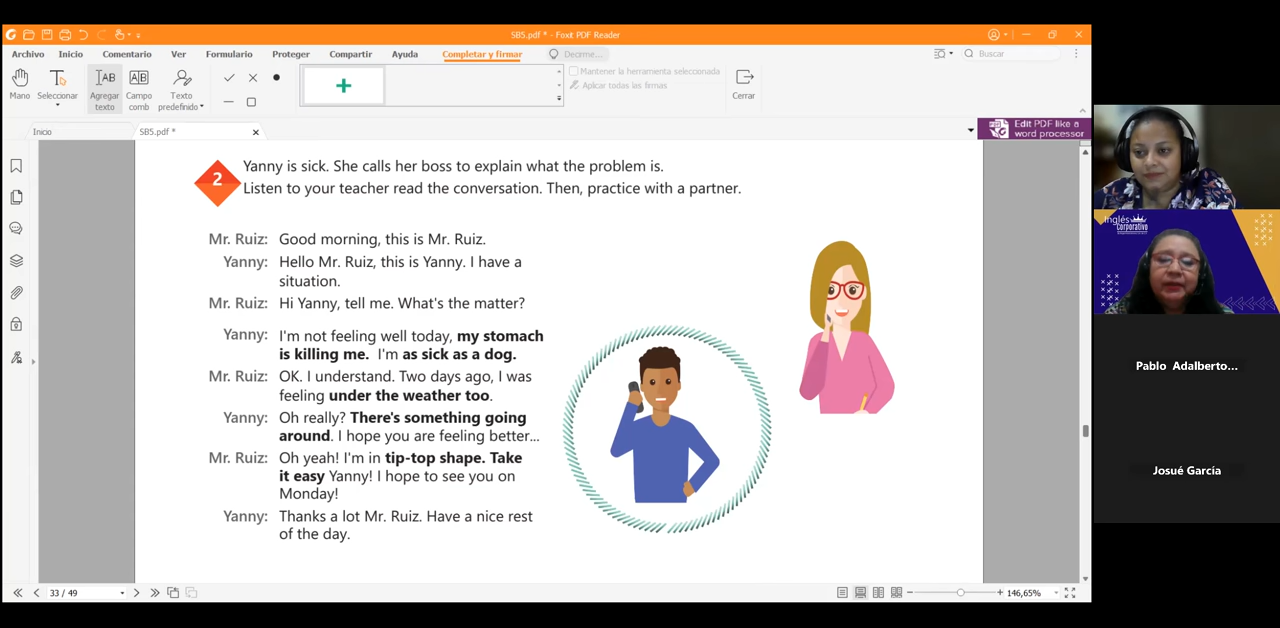 SB5.pdf * - Foxit PDF Reader
Archivo Inicio Comentario Ver Formulario Proteger Compartir Ayuda Completar y firmar Decirme... Buscar
Mano Seleccionar Agregar texto Campo comb Texto predefinido Mantener la herramienta seleccionada
Aplicar todas las firmas
Cerrar
Inicio SB5.pdf * Edit PDF like a
word processor
2
Yanny is sick. She calls her boss to explain what the problem is.
Listen to your teacher read the conversation. Then, practice with a partner.
Mr. Ruiz: Good morning, this is Mr. Ruiz.
Yanny: Hello Mr. Ruiz, this is Yanny. I have a
situation.
Mr. Ruiz: Hi Yanny, tell me. What's the matter?
Yanny: I'm not feeling well today, my stomach
is killing me. I'm as sick as a dog.
Mr. Ruiz: OK. I understand. Two days ago, I was
feeling under the weather too.
Yanny: Oh really? There's something going
around. I hope you are feeling better...
Mr. Ruiz: Oh yeah! I'm in tip-top shape. Take
it easy Yanny! I hope to see you on
Monday!
Yanny: Thanks a lot Mr. Ruiz. Have a nice rest
of the day.
33 / 49
146,65%
Inglés
Corporativo
Pablo Adalberto...
Josué García